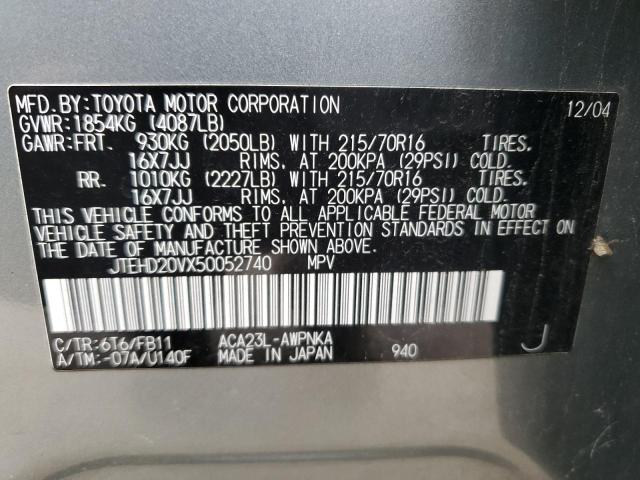 MFD.BY:TOYOTA MOTOR CORPORATION 12/04
GVWR:1854KG (4087LB)
GAWR:FRT. 930KG (2050LB) WITH 215/70R16 TIRES.
16X7JJ RIMS, AT 200KPA (29PSI) COLD.
RR. 1010KG (2227LB) WITH 215/70R16 TIRES.
16X7JJ RIMS, AT 200KPA (29PSI) COLD.
THIS VEHICLE CONFORMS TO ALL APPLICABLE FEDERAL MOTOR
VEHICLE SAFETY AND THEFT PREVENTION STANDARDS IN EFFECT ON
THE DATE OF MANUFACTURE SHOWN ABOVE.
JTEHD20VX50052740 MPV
C/TR:6T6/FB11 ACA23L-AWPNKA
A/TM:-07A/U140F MADE IN JAPAN 940 J